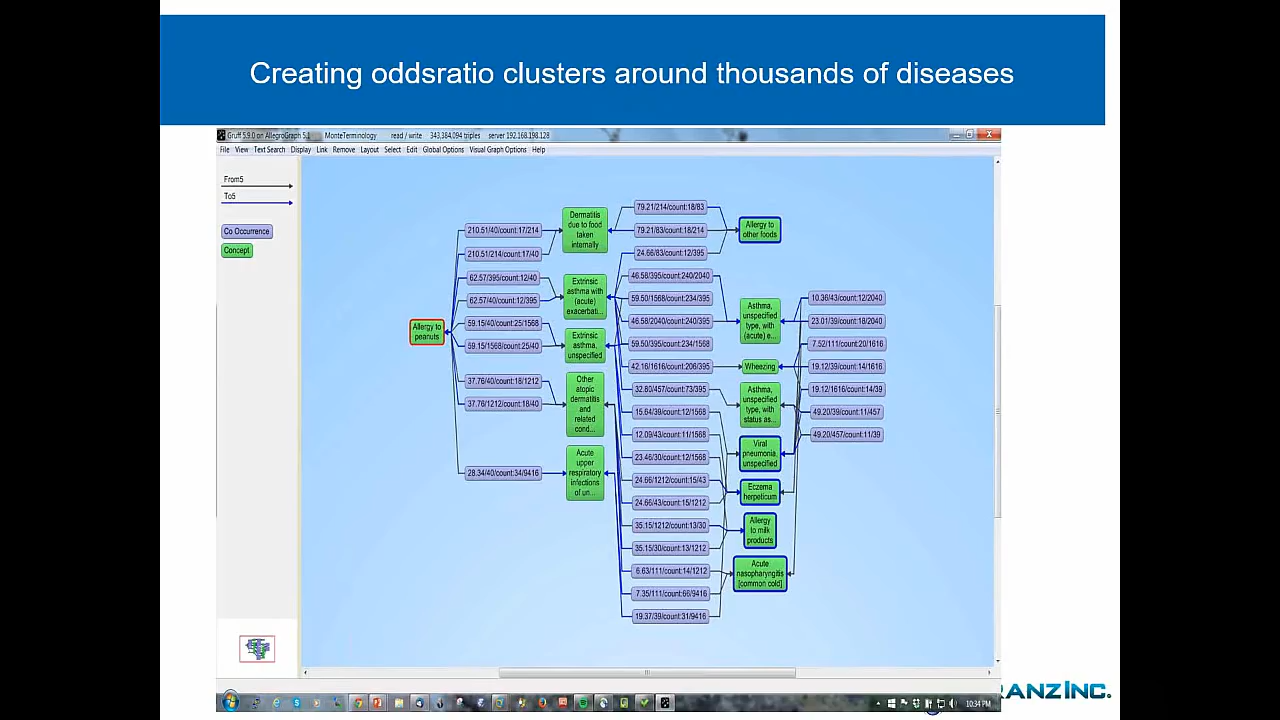 Creating oddsratio clusters around thousands of diseases
Gruff 5.9.0 on AllegroGraph 5.1 MonteTerminology read / write 343,384,094 triples server 192.168.198.128
File View Text Search Display Link Remove Layout Select Edit Global Options Visual Graph Options Help
From5
To5
Co Occurrence
Concept
Allergy to
peanuts
210.51/40/count:17/214
210.51/214/count:17/40
62.57/395/count:12/40
62.57/40/count:12/395
59.15/40/count:25/1568
59.15/1568/count:25/40
37.76/40/count:18/1212
37.76/1212/count:18/40
28.34/40/count:34/9416
Dermatitis
due to food
taken
internally
Extrinsic
asthma with
(acute)
exacerbati...
Extrinsic
asthma,
unspecified
Other
atopic
dermatitis
and
related
cond...
Acute
upper
respiratory
infections
of un...
79.21/214/count:18/83
79.21/83/count:18/214
24.66/83/count:12/395
46.58/395/count:240/2040
59.50/1568/count:234/395
46.58/2040/count:240/395
59.50/395/count:234/1568
42.16/1616/count:206/395
32.80/457/count:73/395
15.64/39/count:12/1568
12.09/43/count:11/1568
23.46/30/count:12/1568
24.66/1212/count:15/43
24.66/43/count:15/1212
35.15/1212/count:13/30
35.15/30/count:13/1212
6.63/111/count:14/1212
7.35/111/count:66/9416
19.37/39/count:31/9416
Allergy to
other foods
Asthma,
unspecified
type, with
(acute) e...
Wheezing
Asthma,
unspecified
type, with
status as...
Viral
pneumonia,
unspecified
Eczema
herpeticum
Allergy
to milk
products
Acute
nasopharyngitis
[common cold]
10.36/43/count:12/2040
23.01/39/count:18/2040
7.52/111/count:20/1616
19.12/39/count:14/1616
19.12/1616/count:14/39
49.20/39/count:11/457
49.20/457/count:11/39
RANZ INC.
10:34 PM